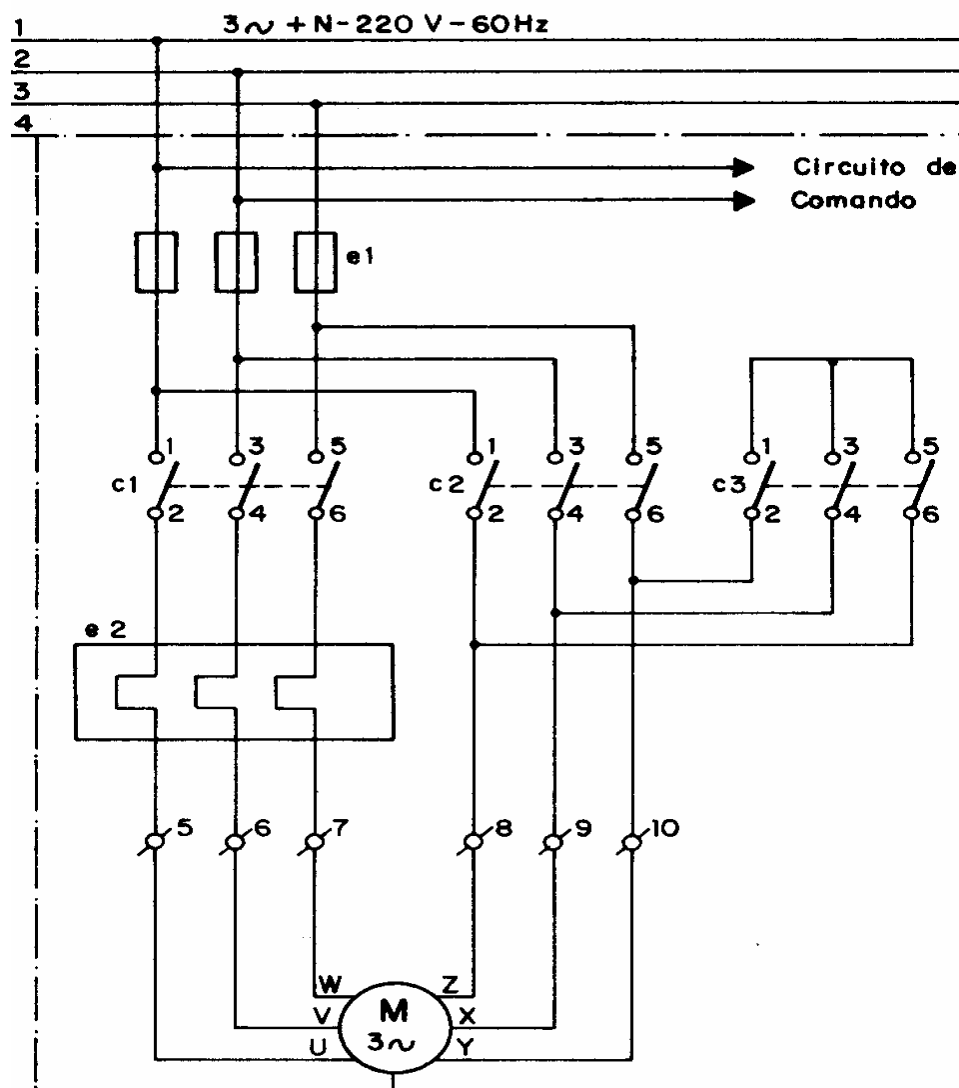 3~ + N-220 V-60Hz
1
2
3
4
Circuito de
Comando
e1
1 3 5 1 3 5 1 3 5
c1 c2 c3
2 4 6 2 4 6 2 4 6
e2
5 6 7 8 9 10
W Z
V M X
U 3~ Y